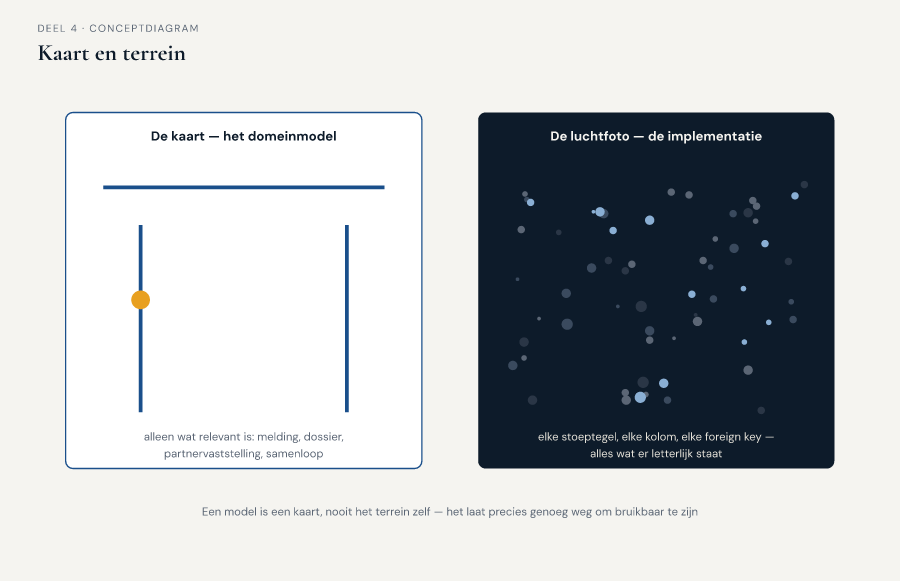 DEEL 4 · CONCEPTDIAGRAM
Kaart en terrein
De kaart — het domeinmodel
alleen wat relevant is: melding, dossier,
partnervaststelling, samenloop
De luchtfoto — de implementatie
elke stoeptegel, elke kolom, elke foreign key —
alles wat er letterlijk staat
Een model is een kaart, nooit het terrein zelf — het laat precies genoeg weg om bruikbaar te zijn